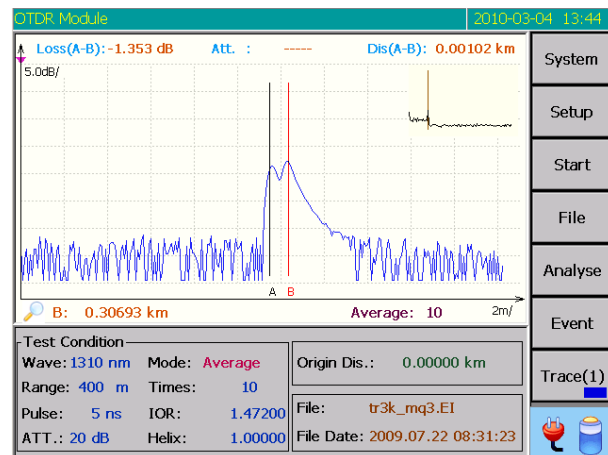 OTDR Module 2010-03-04 13:44
Loss(A-B):-1.353 dB Att. : ----- Dis(A-B): 0.00102 km
5.0dB/
A B
B: 0.30693 km Average: 10 2m/
System
Setup
Start
File
Analyse
Event
Trace(1)
Test Condition
Wave: 1310 nm Mode: Average
Range: 400 m Times: 10
Pulse: 5 ns IOR: 1.47200
ATT.: 20 dB Helix: 1.00000
Origin Dis.: 0.00000 km
File: tr3k_mq3.EI
File Date: 2009.07.22 08:31:23